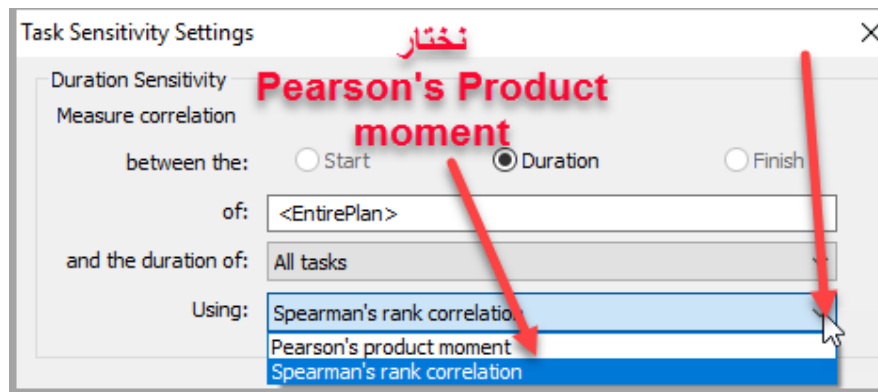 Task Sensitivity Settings
نختار
Pearson's Product
moment
Duration Sensitivity
Measure correlation
between the: Start Duration Finish
of: <EntirePlan>
and the duration of: All tasks
Using: Spearman's rank correlation
Pearson's product moment
Spearman's rank correlation